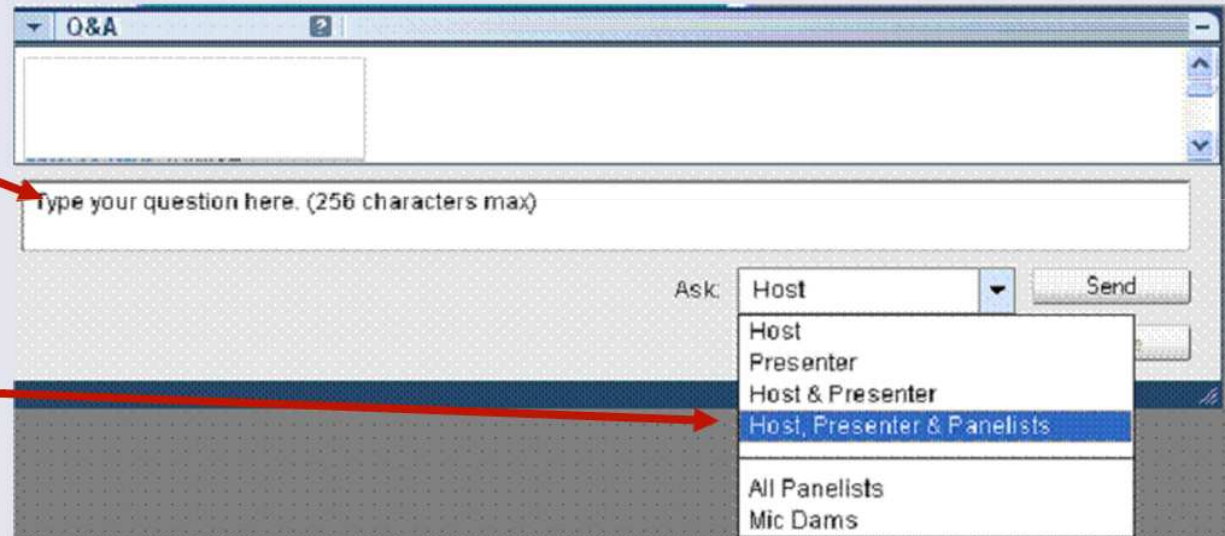 Q&A ?
Type your question here. (256 characters max)
Ask: Host Send
Host
Presenter
Host & Presenter
Host, Presenter & Panelists
All Panelists
Mic Dams